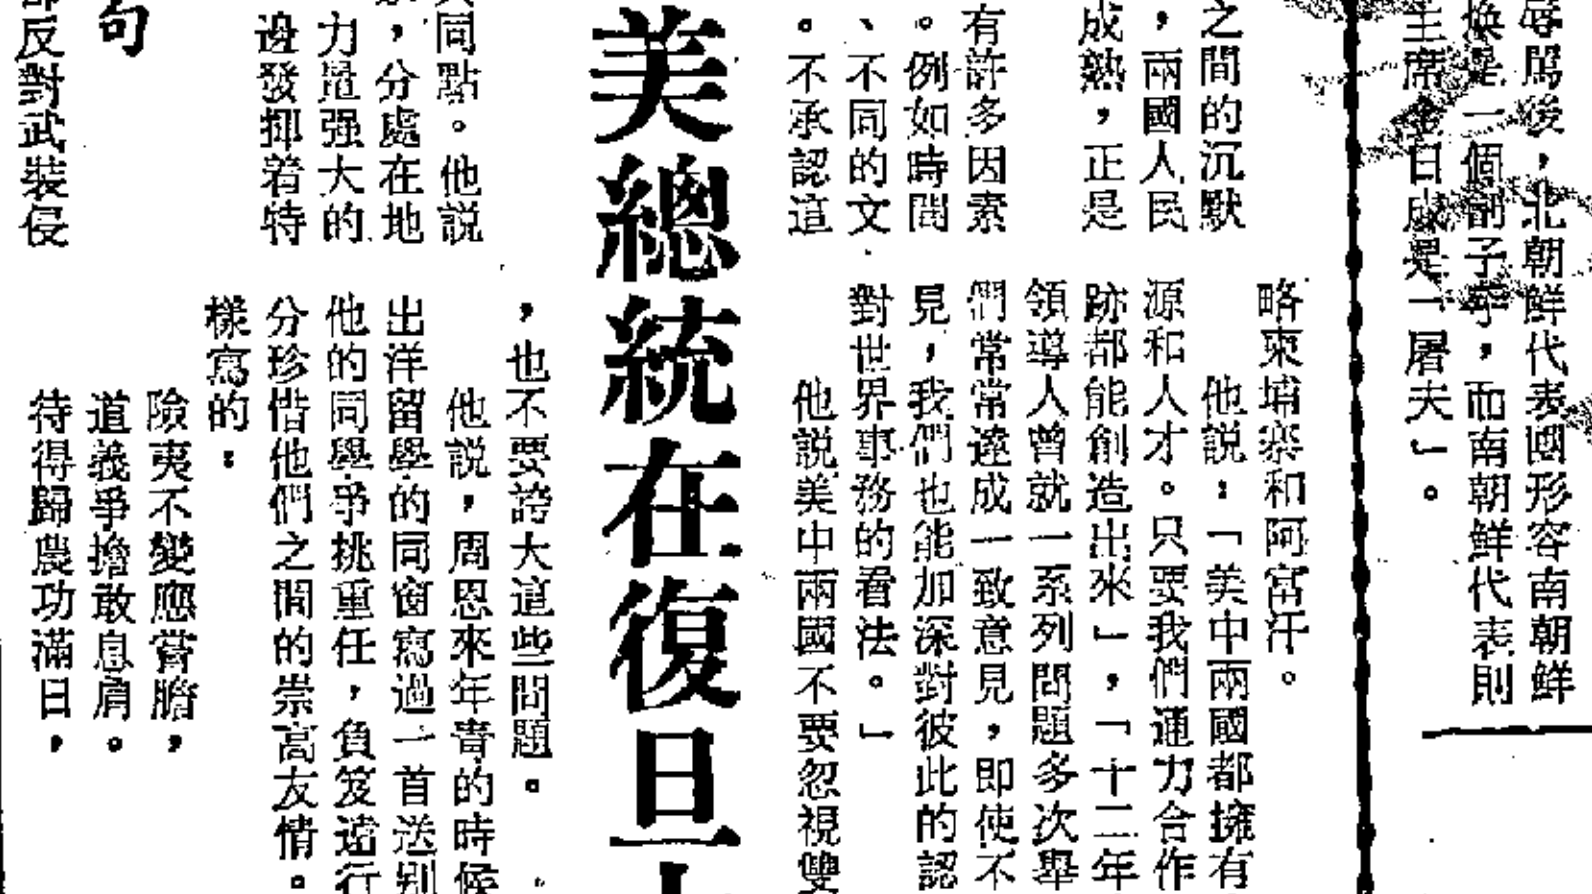 辱駡後，北朝鮮代表團形容南朝鮮
換是一個劊子手，而南朝鮮代表則
主席金日成是「屠夫」。
之間的沉默
，兩國人民
成熟，正是
有許多因素
。例如時間
、不同的文
。不承認這
略柬埔寨和阿富汗。
他說：「美中兩國都擁有
源和人才。只要我們通力合作
跡都能創造出來」，「十二年
領導人曾就一系列問題多次舉
們常常達成一致意見，即使不
見，我們也能加深對彼此的認
對世界事務的看法。」
他説美中兩國不要忽視雙
美總統在復旦
同點。他説
，分處在地
力量强大的
邊發揮着特
，也不要誇大這些問題。
他説，周恩來年青的時候
出洋留學的同窗寫過一首送别
他的同學爭挑重任，負笈遠行
分珍惜他們之間的崇高友情。
樣寫的：
句
反對武裝侵
險夷不變應嘗膽，
道義爭擔敢息肩。
待得歸農功滿日，